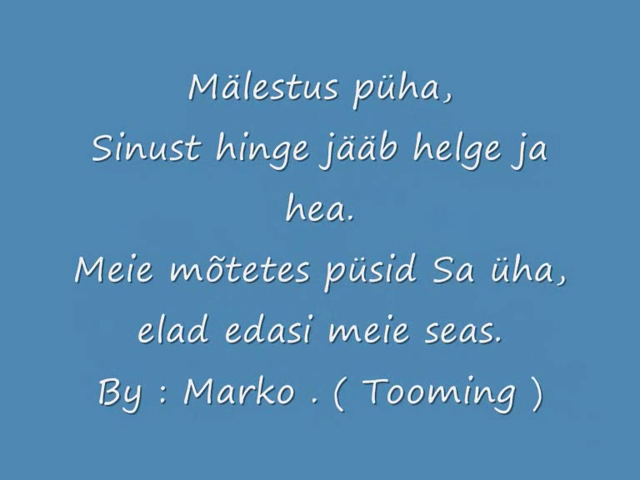 Mälestus püha,
Sinust hinge jääb helge ja
hea.
Meie mõtetes püsid Sa üha,
elad edasi meie seas.
By : Marko . ( Tooming )